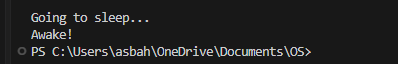 Going to sleep...
Awake!
PS C:\Users\asbah\OneDrive\Documents\OS>